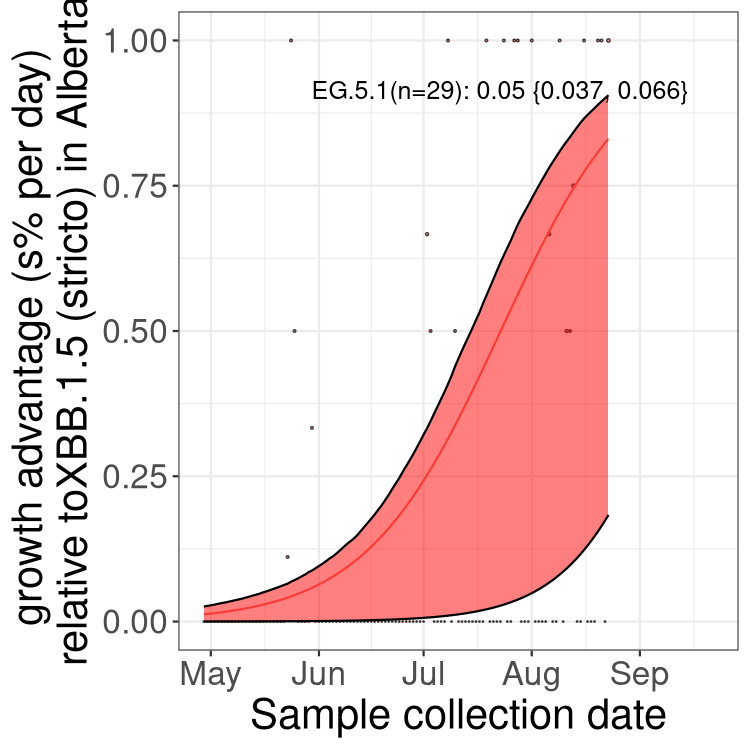 growth advantage (s% per day)
relative toXBB.1.5 (stricto) in Alberta
1.00
0.75
0.50
0.25
0.00
EG.5.1(n=29): 0.05 {0.037, 0.066}
May Jun Jul Aug Sep
Sample collection date